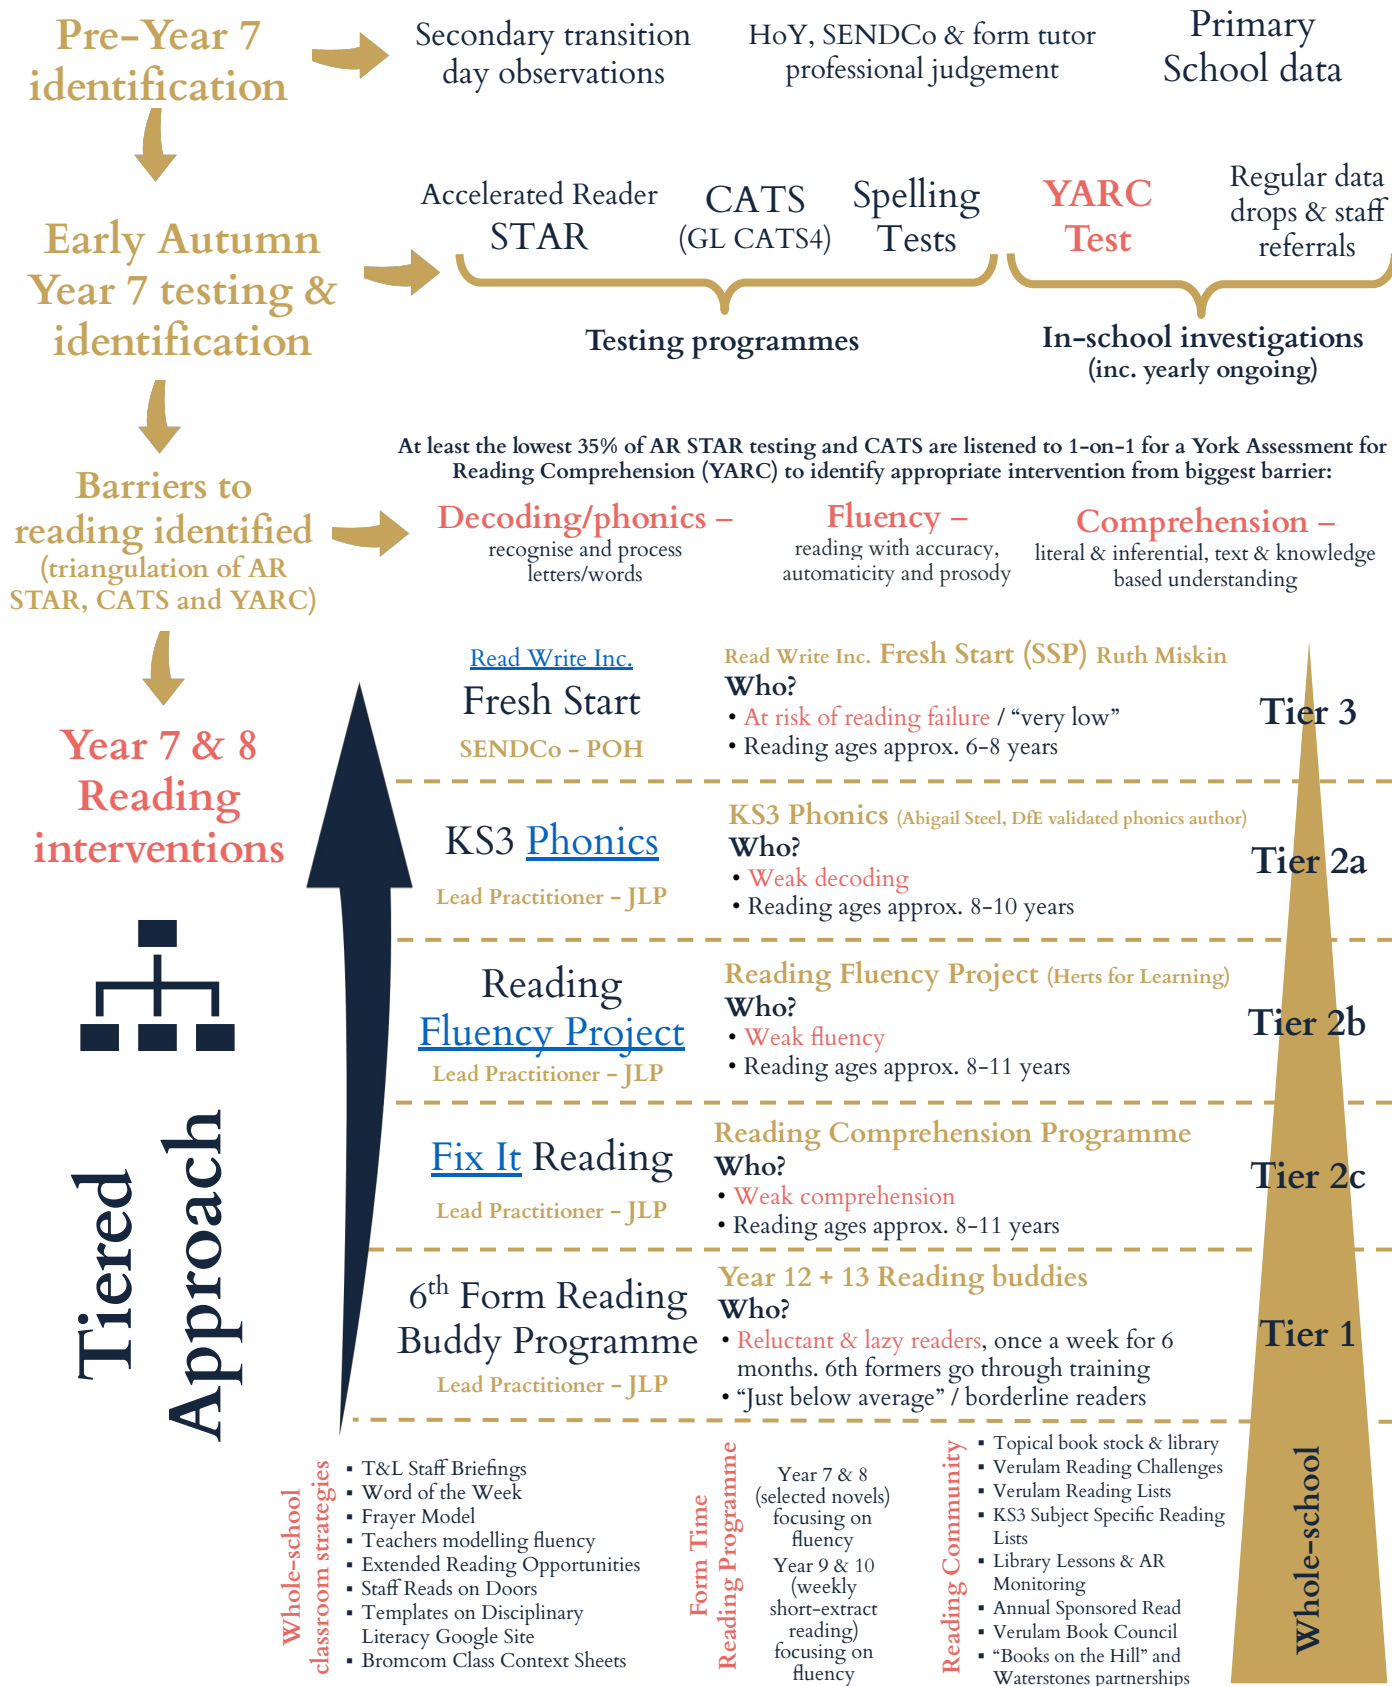 Pre-Year 7
identification
Secondary transition
day observations
HoY, SENDCo & form tutor
professional judgement
Primary
School data
Early Autumn
Year 7 testing &
identification
Accelerated Reader
STAR
CATS
(GL CATS4)
Spelling
Tests
YARC
Test
Regular data
drops & staff
referrals
Testing programmes
In-school investigations
(inc. yearly ongoing)
Barriers to
reading identified
(triangulation of AR
STAR, CATS and YARC)
At least the lowest 35% of AR STAR testing and CATS are listened to 1-on-1 for a York Assessment for
Reading Comprehension (YARC) to identify appropriate intervention from biggest barrier:
Decoding/phonics –
recognise and process
letters/words
Fluency –
reading with accuracy,
automaticity and prosody
Comprehension –
literal & inferential, text & knowledge
based understanding
Year 7 & 8
Reading
interventions
Tiered
Approach
Read Write Inc.
Fresh Start
SENDCo - POH
Read Write Inc. Fresh Start (SSP) Ruth Miskin
Who?
• At risk of reading failure / “very low”
• Reading ages approx. 6-8 years
Tier 3
KS3 Phonics
Lead Practitioner - JLP
KS3 Phonics (Abigail Steel, DfE validated phonics author)
Who?
• Weak decoding
• Reading ages approx. 8-10 years
Tier 2a
Reading
Fluency Project
Lead Practitioner - JLP
Reading Fluency Project (Herts for Learning)
Who?
• Weak fluency
• Reading ages approx. 8-11 years
Tier 2b
Fix It Reading
Lead Practitioner - JLP
Reading Comprehension Programme
Who?
• Weak comprehension
• Reading ages approx. 8-11 years
Tier 2c
6th Form Reading
Buddy Programme
Lead Practitioner - JLP
Year 12 + 13 Reading buddies
Who?
• Reluctant & lazy readers, once a week for 6
months. 6th formers go through training
• “Just below average” / borderline readers
Tier 1
Whole-school
classroom strategies
▪ T&L Staff Briefings
▪ Word of the Week
▪ Frayer Model
▪ Teachers modelling fluency
▪ Extended Reading Opportunities
▪ Staff Reads on Doors
▪ Templates on Disciplinary
Literacy Google Site
▪ Bromcom Class Context Sheets
Form Time
Reading Programme
Year 7 & 8
(selected novels)
focusing on
fluency
Year 9 & 10
(weekly
short-extract
reading)
focusing on
fluency
Reading Community
▪ Topical book stock & library
▪ Verulam Reading Challenges
▪ Verulam Reading Lists
▪ KS3 Subject Specific Reading
Lists
▪ Library Lessons & AR
Monitoring
▪ Annual Sponsored Read
▪ Verulam Book Council
▪ “Books on the Hill” and
Waterstones partnerships
Whole-school